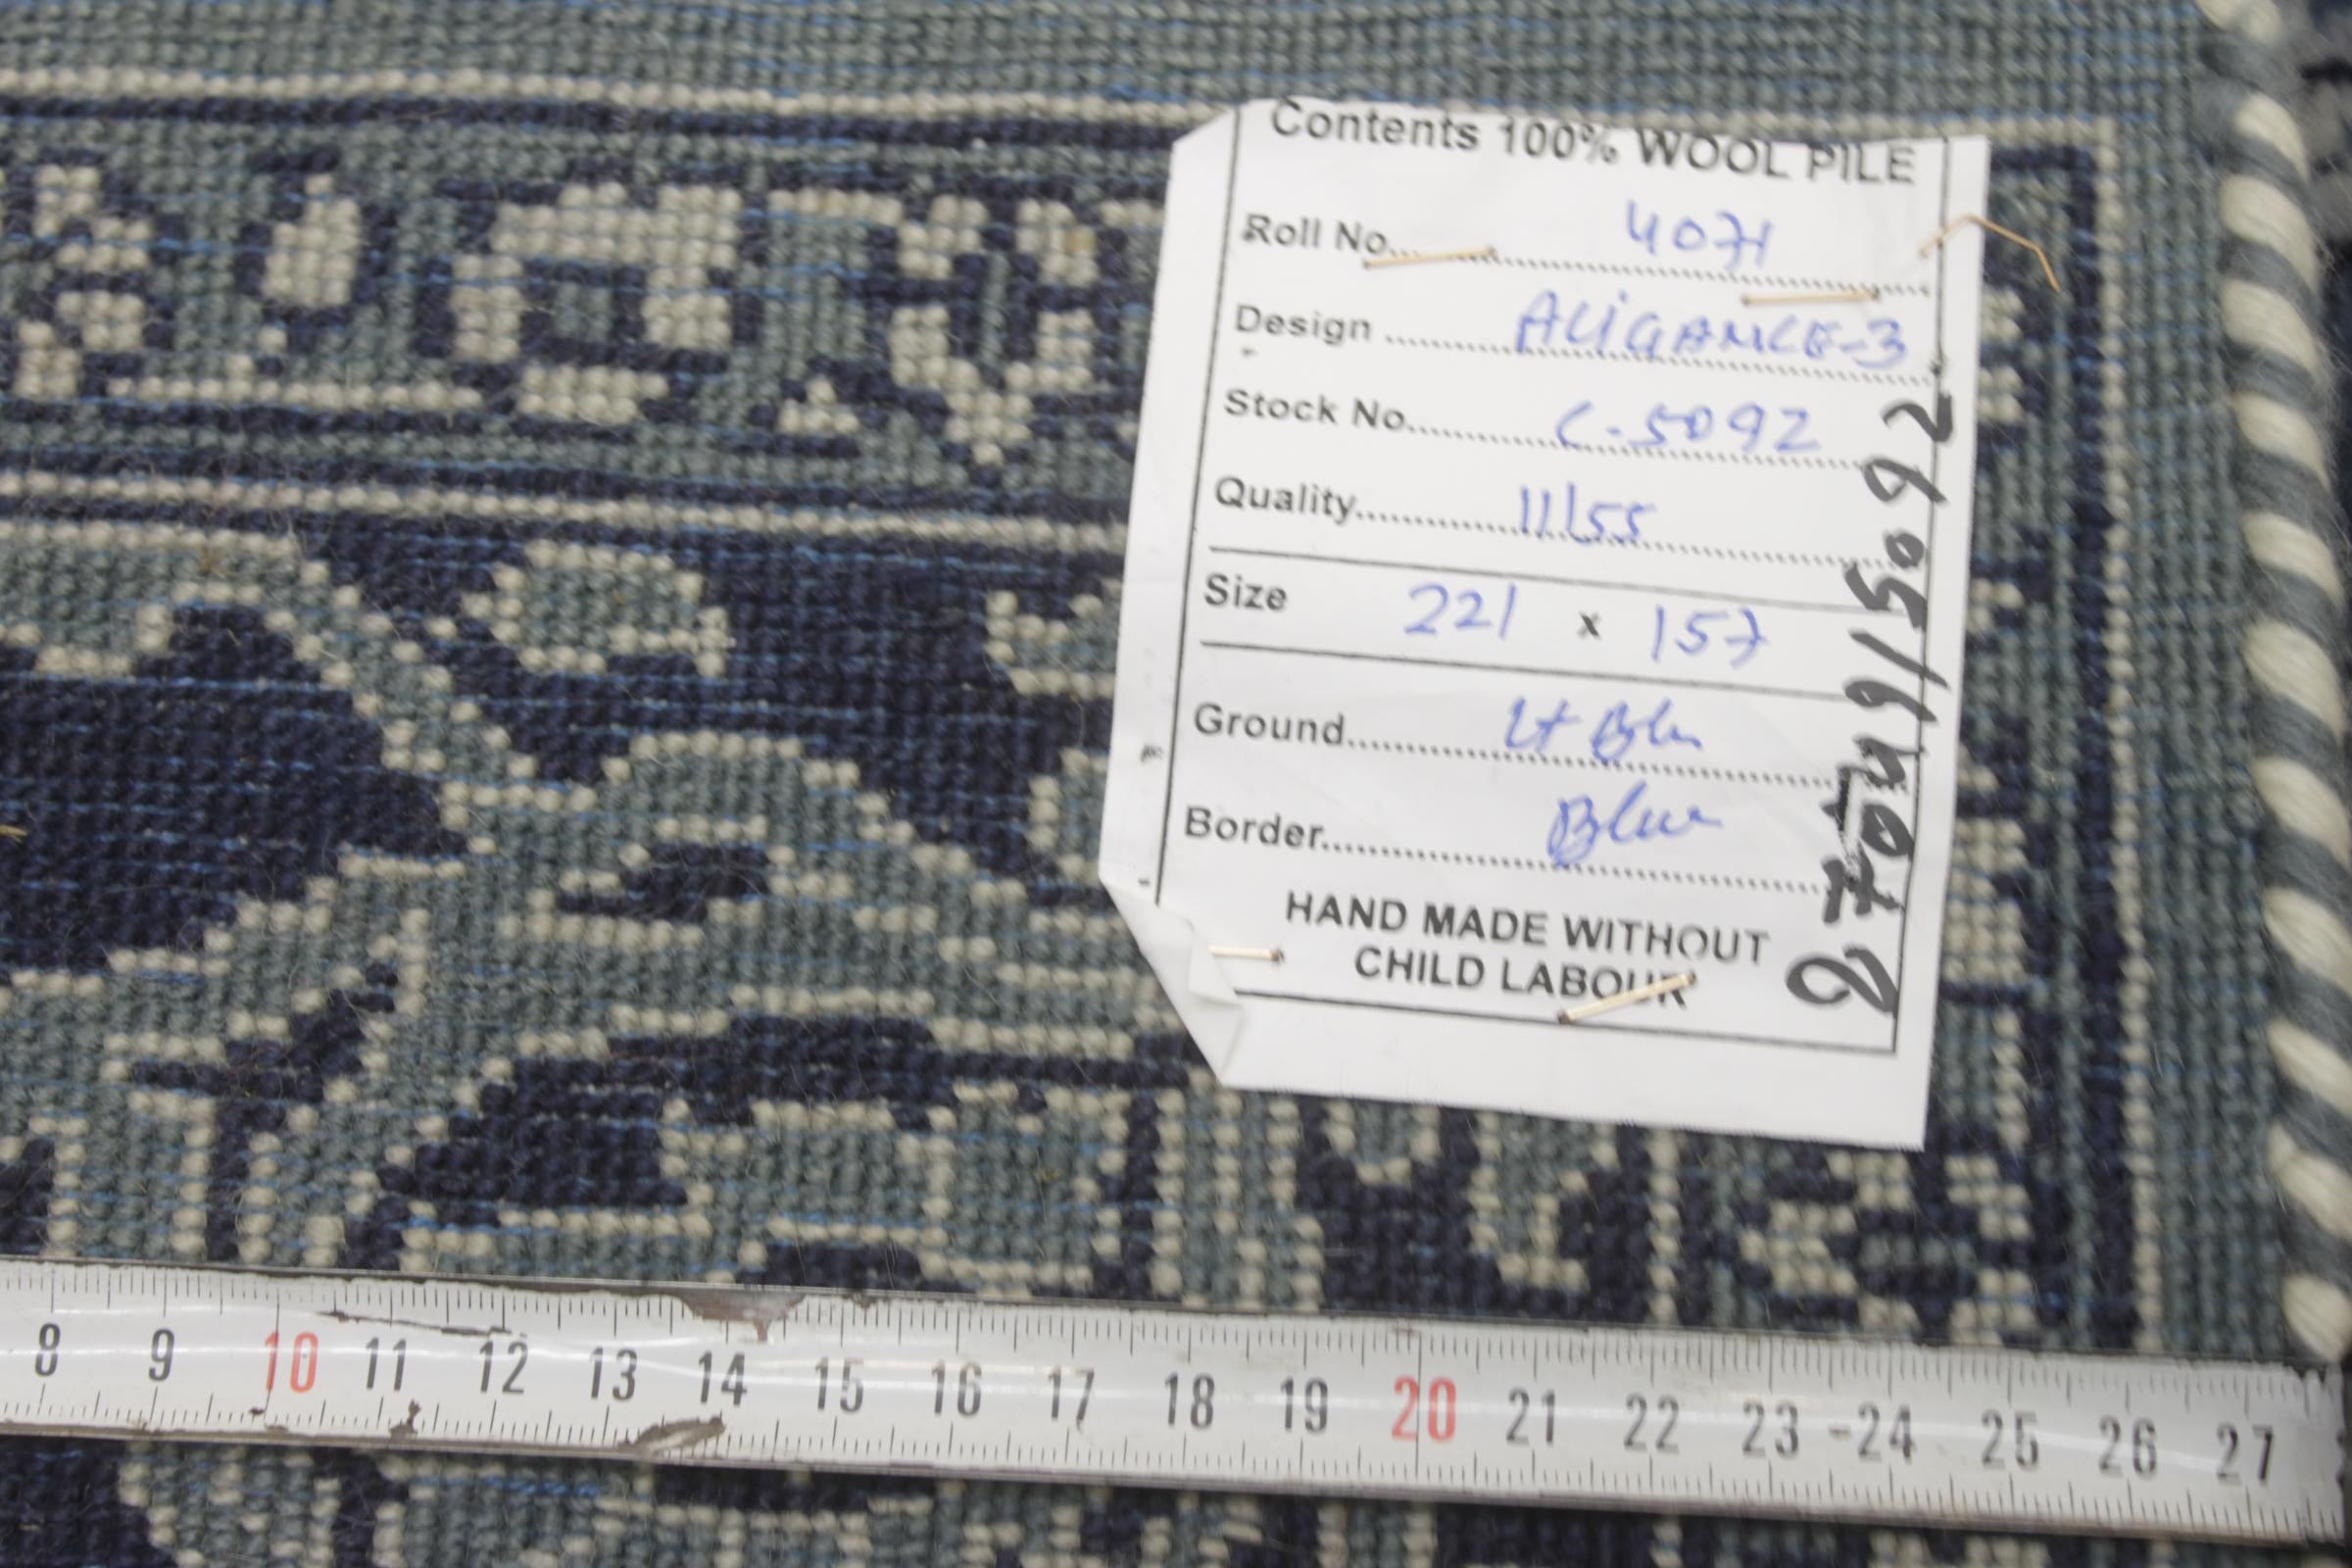 Contents 100% WOOL PILE
Roll No. 4071
Design ALIGANCE-3
Stock No. C-5092
Quality 11/55
Size 221 x 157
Ground Lt Blu
Border Blue
HAND MADE WITHOUT
CHILD LABOUR
8 9 10 11 12 13 14 15 16 17 18 19 20 21 22 23 24 25 26 27